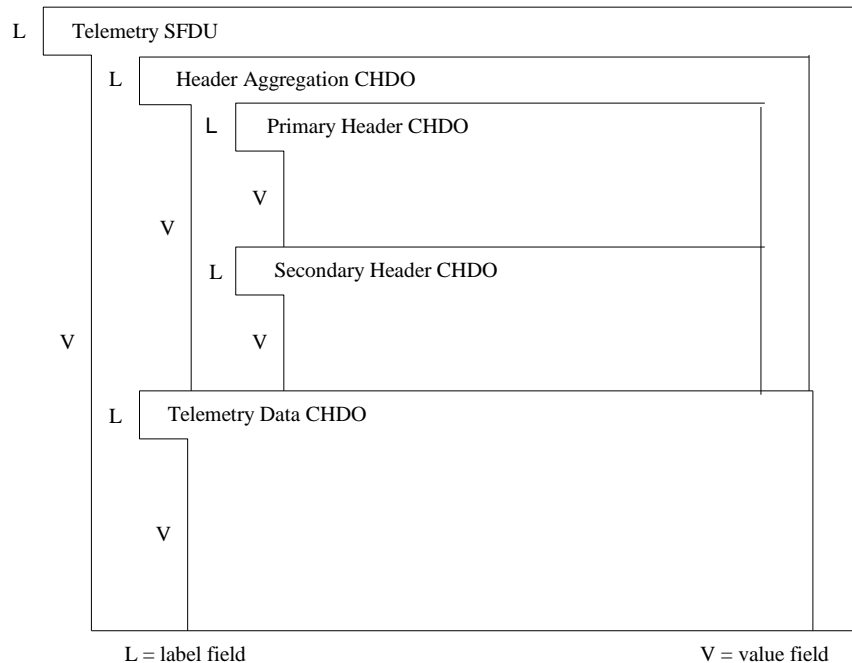 L Telemetry SFDU
L Header Aggregation CHDO
L Primary Header CHDO
V
V
L Secondary Header CHDO
V
V
L Telemetry Data CHDO
V
L = label field V = value field